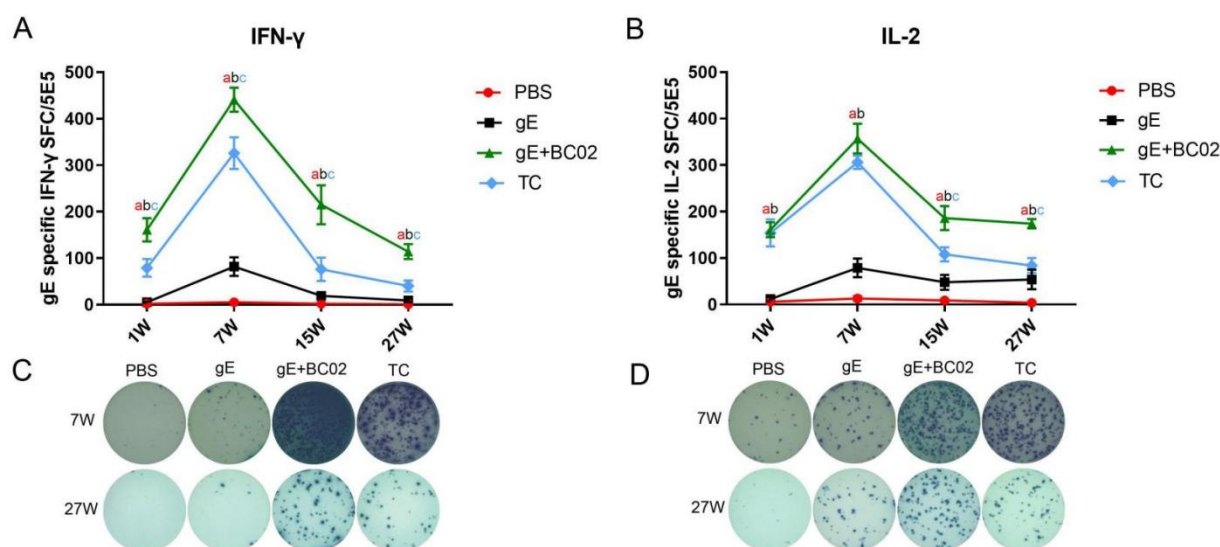 A
IFN-γ
gE specific IFN-γ SFC/5E5
500
400
300
200
100
0
abc
abc
abc
abc
1W
7W
15W
27W
PBS
gE
gE+BC02
TC
B
IL-2
gE specific IL-2 SFC/5E5
500
400
300
200
100
0
ab
ab
abc
abc
1W
7W
15W
27W
PBS
gE
gE+BC02
TC
C
PBS gE gE+BC02 TC
7W
27W
D
PBS gE gE+BC02 TC
7W
27W